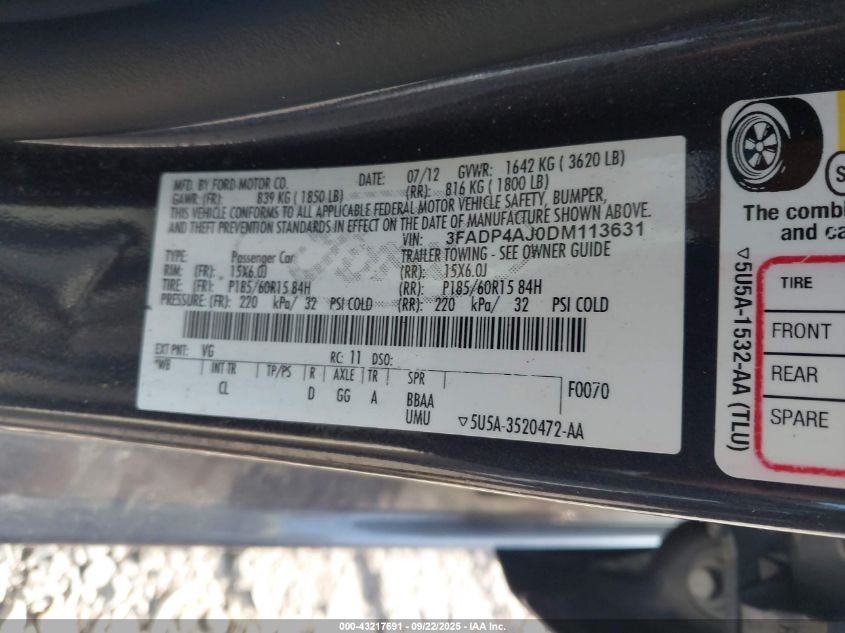 MFD. BY FORD MOTOR CO. DATE: 07/12 GVWR: 1642 KG ( 3620 LB)
GAWR: (FR): 839 KG ( 1850 LB) (RR): 816 KG ( 1800 LB)
THIS VEHICLE CONFORMS TO ALL APPLICABLE FEDERAL MOTOR VEHICLE SAFETY, BUMPER,
AND THEFT PREVENTION STANDARDS IN EFFECT ON THE DATE OF MANUFACTURE SHOWN ABOVE.
VIN: 3FADP4AJ0DM113631
TYPE: Passenger Car TRAILER TOWING - SEE OWNER GUIDE
RIM: (FR): 15X6.0J (RR): 15X6.0J
TIRE: (FR): P185/60R15 84H (RR): P185/60R15 84H
PRESSURE: (FR): 220 kPa/ 32 PSI COLD (RR): 220 kPa/ 32 PSI COLD
EXT PNT: VG RC: 11 DSO:
*WB INT TR TP/PS R AXLE TR SPR F0070
CL D GG A BBAA
UMU ▽5U5A-3520472-AA
The comb
and ca
▽5U5A-1532-AA (TLU)
TIRE
FRONT
REAR
SPARE
000-43217691 - 09/22/2025 - IAA Inc.